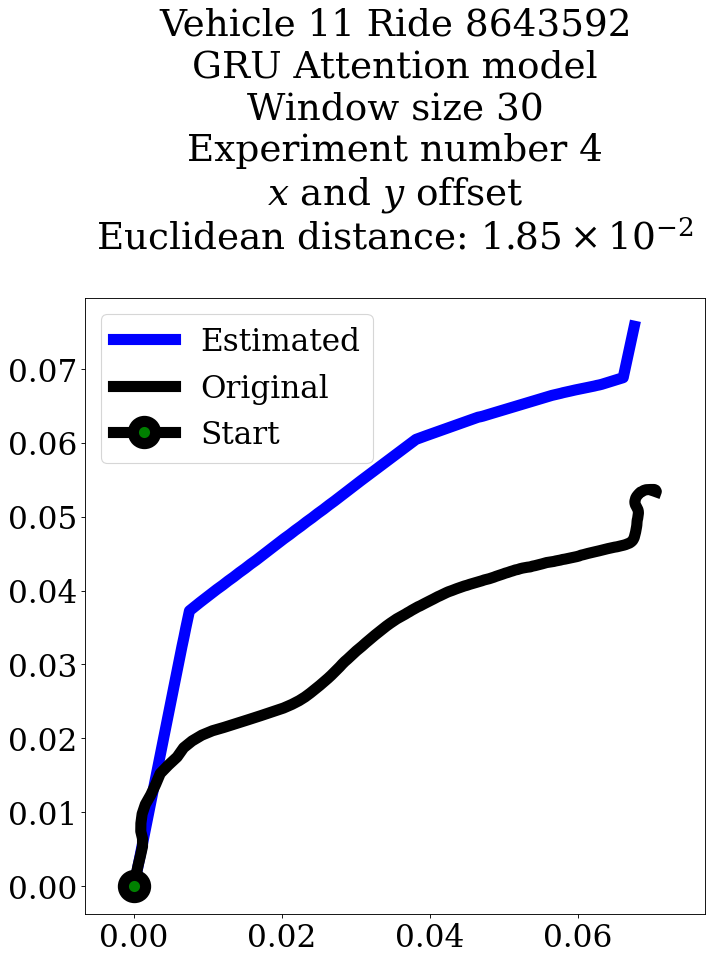 Vehicle 11 Ride 8643592
GRU Attention model
Window size 30
Experiment number 4
x and y offset
Euclidean distance: 1.85 × 10⁻²
Estimated
Original
Start
0.07
0.06
0.05
0.04
0.03
0.02
0.01
0.00
0.00 0.02 0.04 0.06